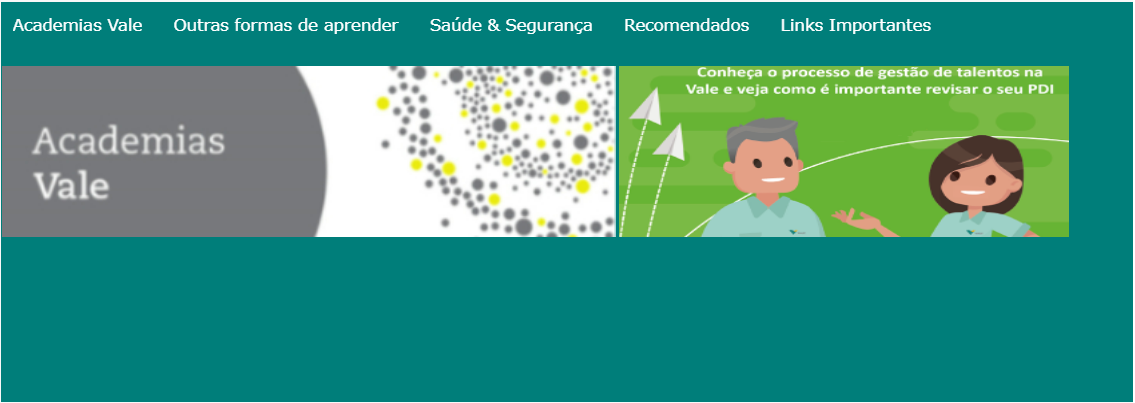 Academias Vale Outras formas de aprender Saúde & Segurança Recomendados Links Importantes
Academias
Vale
Conheça o processo de gestão de talentos na
Vale e veja como é importante revisar o seu PDI